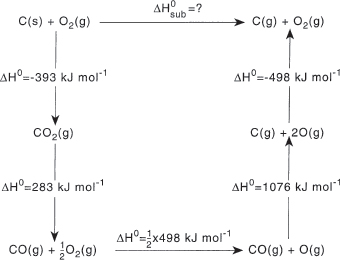 C(s) + O₂(g) ΔH⁰sub=? C(g) + O₂(g)
ΔH⁰=-393 kJ mol⁻¹ ΔH⁰=-498 kJ mol⁻¹
CO₂(g) C(g) + 2O(g)
ΔH⁰=283 kJ mol⁻¹ ΔH⁰=1076 kJ mol⁻¹
CO(g) + ½O₂(g) ΔH⁰=½x498 kJ mol⁻¹ CO(g) + O(g)